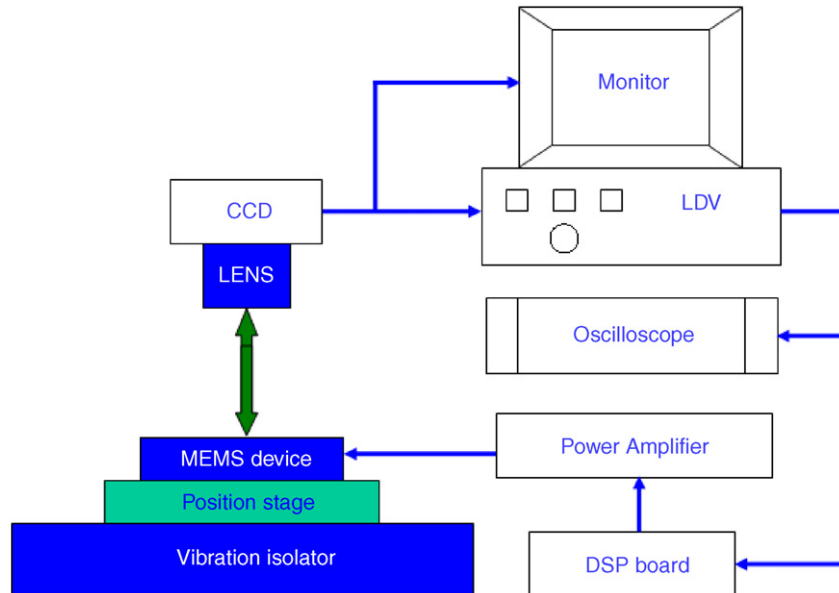 Monitor
CCD
LDV
LENS
Oscilloscope
MEMS device
Power Amplifier
Position stage
Vibration isolator
DSP board